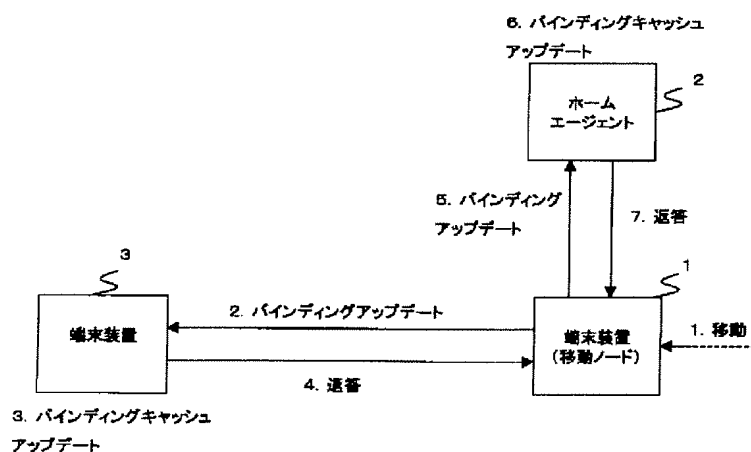 6. バインディングキャッシュ
アップデート
2
ホーム
エージェント
5. バインディング
アップデート
7. 返答
3
1
端末装置
2. バインディングアップデート
端末装置
(移動ノード)
1. 移動
4. 返答
3. バインディングキャッシュ
アップデート